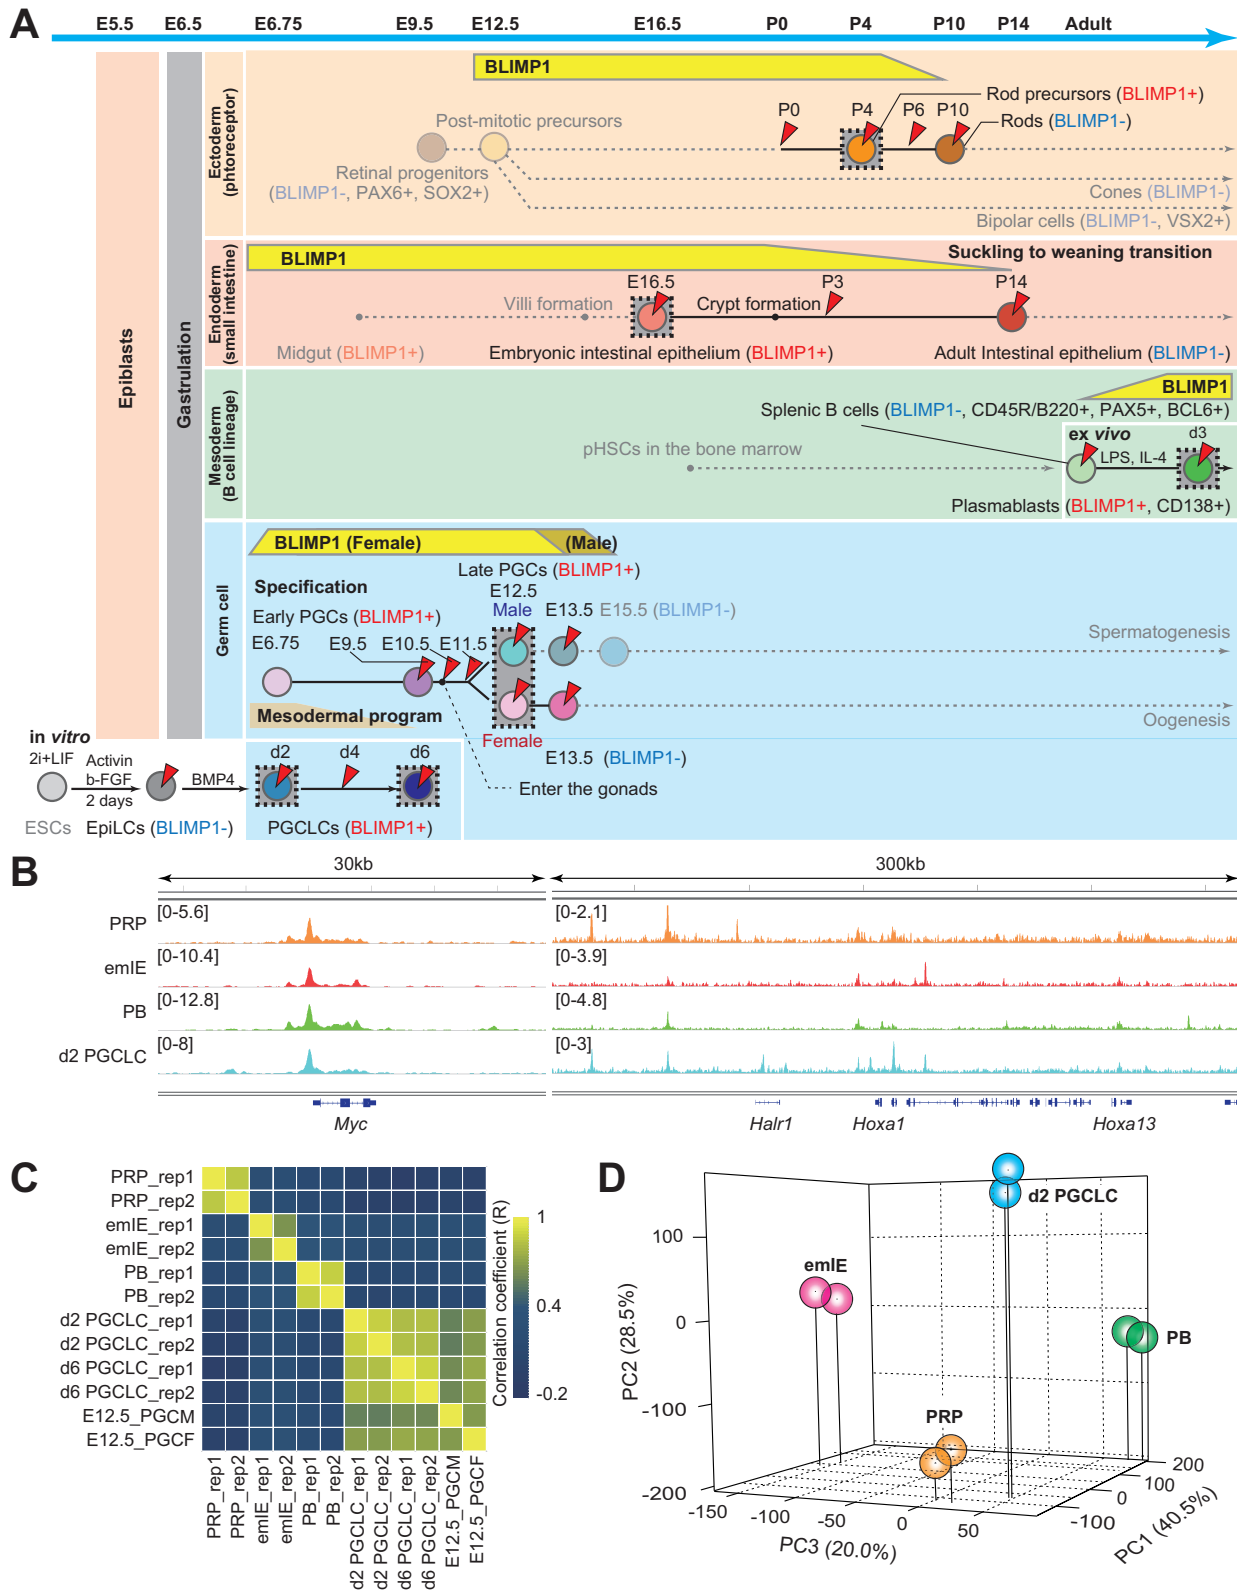 A
E5.5 E6.5 E6.75 E9.5 E12.5 E16.5 P0 P4 P10 P14 Adult
Epiblasts
Gastrulation
Ectoderm
(phtoreceptor)
BLIMP1
Rod precursors (BLIMP1+)
P0 P4 P6 P10
Rods (BLIMP1-)
Post-mitotic precursors
Retinal progenitors
(BLIMP1-, PAX6+, SOX2+)
Cones (BLIMP1-)
Bipolar cells (BLIMP1-, VSX2+)
Endoderm
(small intestine)
BLIMP1
Suckling to weaning transition
E16.5 P3 P14
Villi formation
Crypt formation
Midgut (BLIMP1+)
Embryonic intestinal epithelium (BLIMP1+)
Adult Intestinal epithelium (BLIMP1-)
Mesoderm
(B cell lineage)
BLIMP1
Splenic B cells (BLIMP1-, CD45R/B220+, PAX5+, BCL6+)
pHSCs in the bone marrow
ex vivo
d3
LPS, IL-4
Plasmablasts (BLIMP1+, CD138+)
Germ cell
BLIMP1 (Female) (Male)
Late PGCs (BLIMP1+)
Specification
E12.5
Male
E13.5 E15.5 (BLIMP1-)
Early PGCs (BLIMP1+)
E6.75 E9.5 E10.5 E11.5
Spermatogenesis
Mesodermal program
Oogenesis
Female
E13.5 (BLIMP1-)
Enter the gonads
in vitro
2i+LIF
Activin
b-FGF
2 days
BMP4
d2 d4 d6
ESCs EpiLCs (BLIMP1-) PGCLCs (BLIMP1+)
B
30kb 300kb
PRP [0-5.6] [0-2.1]
emIE [0-10.4] [0-3.9]
PB [0-12.8] [0-4.8]
d2 PGCLC [0-8] [0-3]
Myc Halr1 Hoxa1 Hoxa13
C
PRP_rep1
PRP_rep2
emIE_rep1
emIE_rep2
PB_rep1
PB_rep2
d2 PGCLC_rep1
d2 PGCLC_rep2
d6 PGCLC_rep1
d6 PGCLC_rep2
E12.5_PGCM
E12.5_PGCF
PRP_rep1
PRP_rep2
emIE_rep1
emIE_rep2
PB_rep1
PB_rep2
d2 PGCLC_rep1
d2 PGCLC_rep2
d6 PGCLC_rep1
d6 PGCLC_rep2
E12.5_PGCM
E12.5_PGCF
Correlation coefficient (R)
1
0.4
-0.2
D
d2 PGCLC
emIE
PB
PRP
PC2 (28.5%)
100
0
-100
-200
-150 -100 -50 0 50
PC3 (20.0%)
-100 0 100 200
PC1 (40.5%)